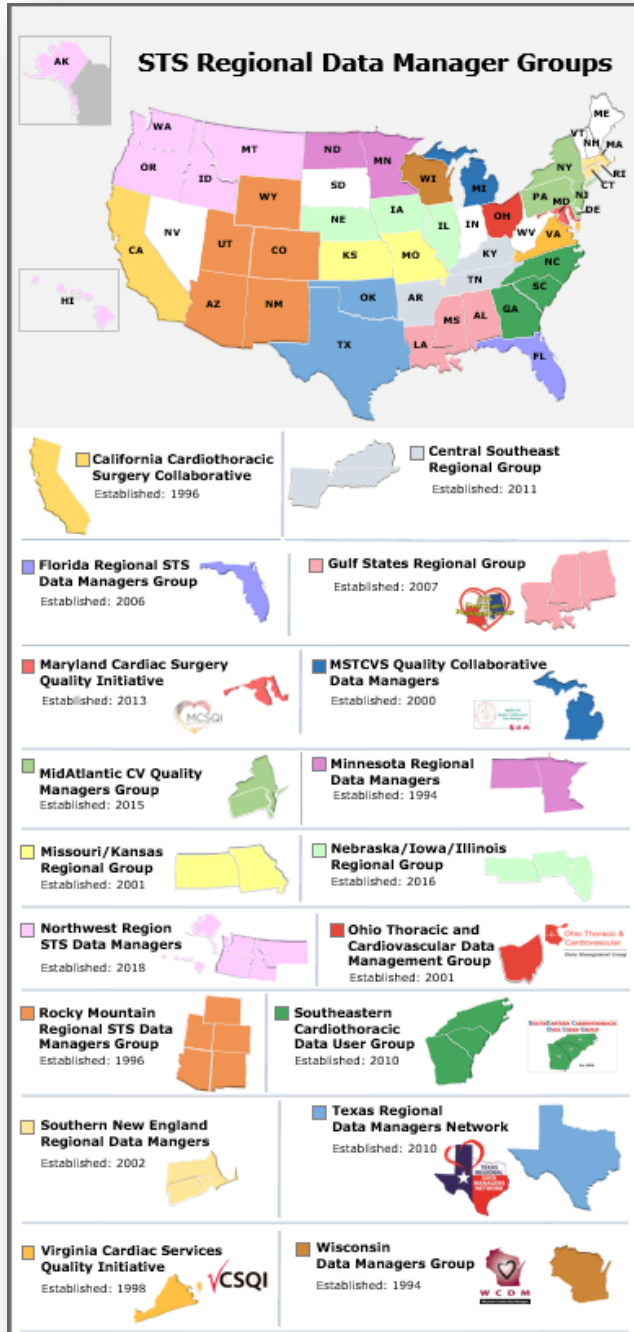 STS Regional Data Manager Groups
AK
WA
OR
ID
MT
ND
MN
WI
MI
SD
WY
NE
IA
IL
IN
OH
PA
NY
VT
NH
ME
MA
RI
CT
NJ
DE
MD
WV
VA
CA
NV
UT
CO
KS
MO
KY
TN
NC
SC
AZ
NM
OK
AR
TX
LA
MS
AL
GA
FL
HI
California Cardiothoracic
Surgery Collaborative
Established: 1996
Central Southeast
Regional Group
Established: 2011
Florida Regional STS
Data Managers Group
Established: 2006
Gulf States Regional Group
Established: 2007
Maryland Cardiac Surgery
Quality Initiative
Established: 2013
MCSQI
MSTCVS Quality Collaborative
Data Managers
Established: 2000
MidAtlantic CV Quality
Managers Group
Established: 2015
Minnesota Regional
Data Managers
Established: 1994
Missouri/Kansas
Regional Group
Established: 2001
Nebraska/Iowa/Illinois
Regional Group
Established: 2016
Northwest Region
STS Data Managers
Established: 2018
Ohio Thoracic and
Cardiovascular Data
Management Group
Established: 2001
Ohio Thoracic &
Cardiovascular
Data Management Group
Rocky Mountain
Regional STS Data
Managers Group
Established: 1996
Southeastern
Cardiothoracic
Data User Group
Established: 2010
SouthEastern Cardiothoracic
Data User Group
Southern New England
Regional Data Mangers
Established: 2002
Texas Regional
Data Managers Network
Established: 2010
TEXAS
REGIONAL
DATA
MANAGERS
NETWORK
Virginia Cardiac Services
Quality Initiative
Established: 1998
VCSQI
Wisconsin
Data Managers Group
Established: 1994
WCDM